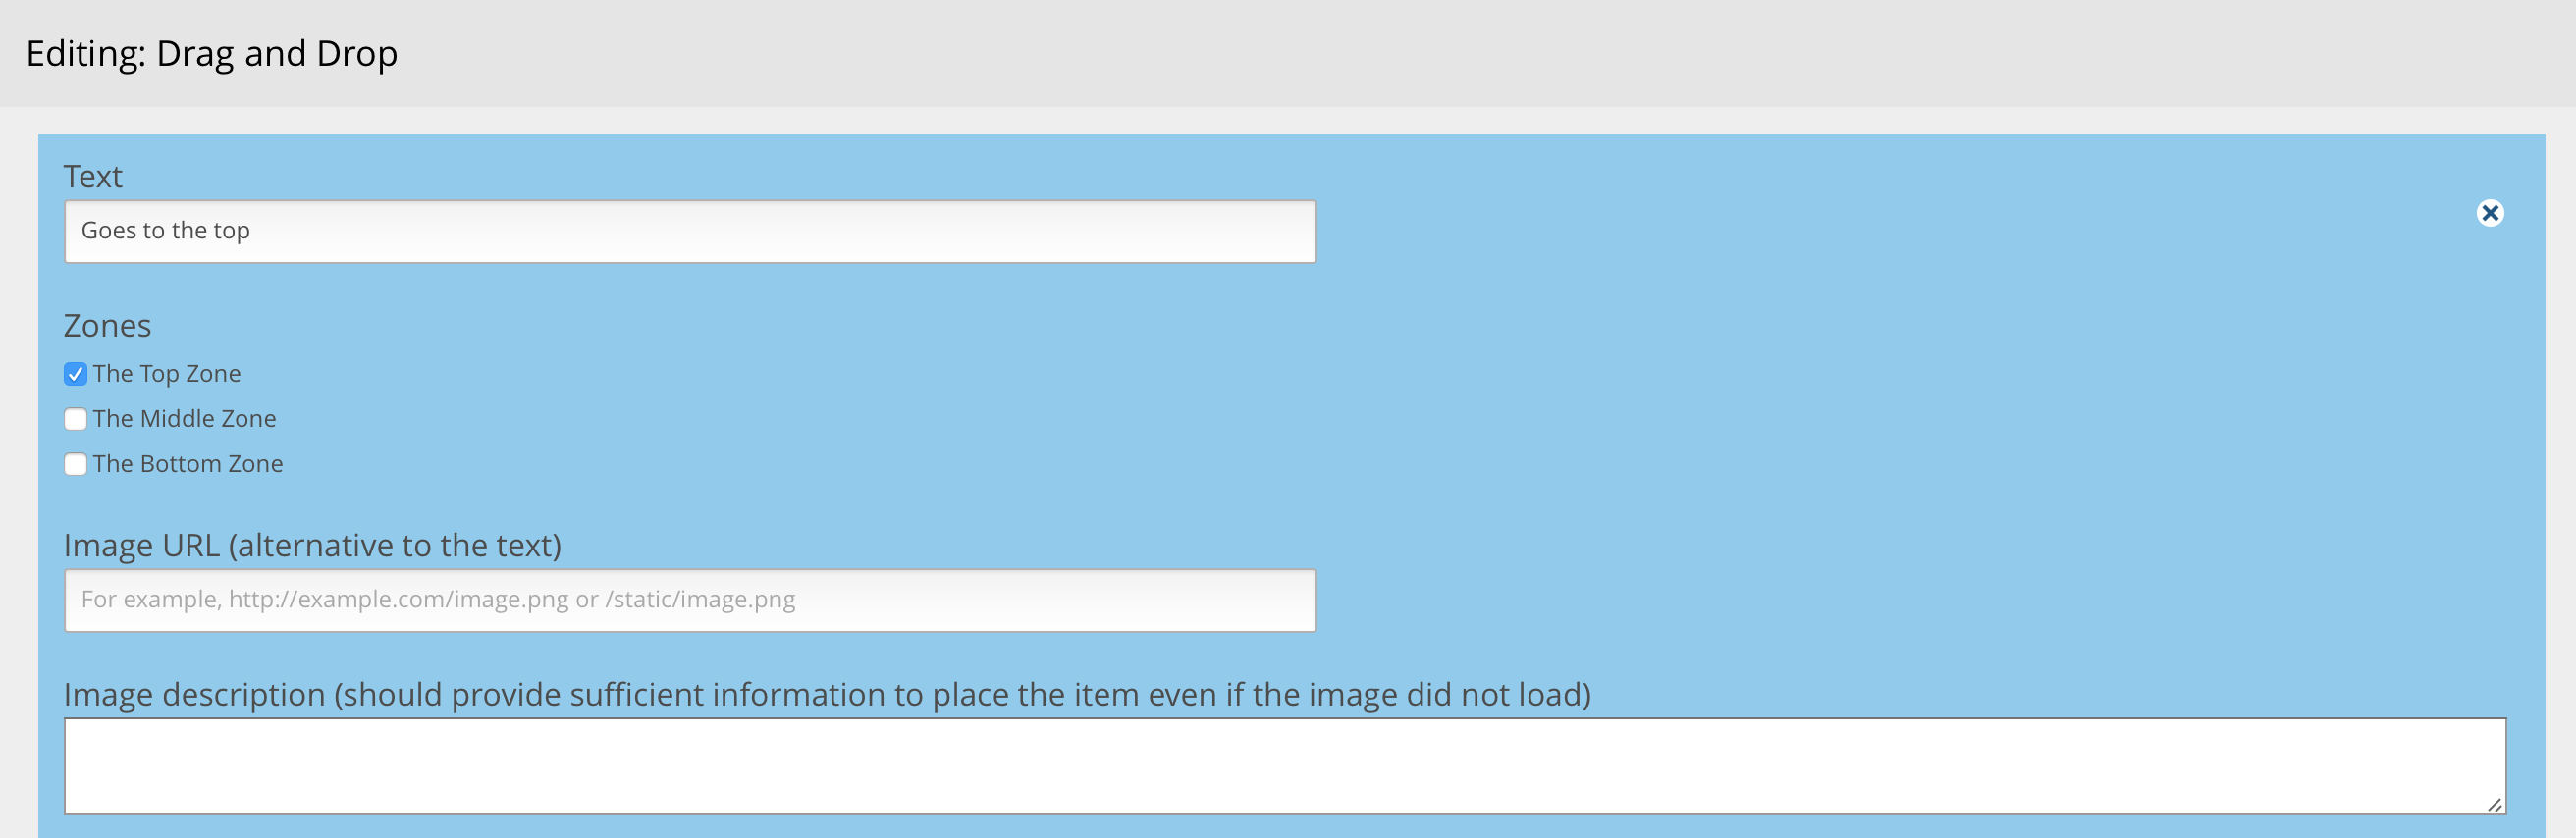 Editing: Drag and Drop
Text
Goes to the top
Zones
The Top Zone
The Middle Zone
The Bottom Zone
Image URL (alternative to the text)
For example, http://example.com/image.png or /static/image.png
Image description (should provide sufficient information to place the item even if the image did not load)